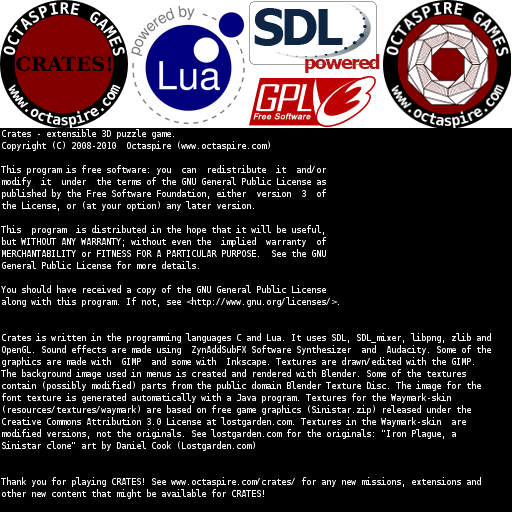 OCTASPIRE GAMES
CRATES!
www.octaspire.com
powered by
Lua
SDL
powered
GPLv3
Free Software
OCTASPIRE GAMES
www.octaspire.com
Crates - extensible 3D puzzle game.
Copyright (C) 2008-2010  Octaspire (www.octaspire.com)
This program is free software: you  can  redistribute  it  and/or
modify  it  under  the terms of the GNU General Public License as
published by the Free Software Foundation, either  version  3  of
the License, or (at your option) any later version.
This  program  is distributed in the hope that it will be useful,
but WITHOUT ANY WARRANTY; without even the  implied  warranty  of
MERCHANTABILITY or FITNESS FOR A PARTICULAR PURPOSE.  See the GNU
General Public License for more details.
You should have received a copy of the GNU General Public License
along with this program. If not, see <http://www.gnu.org/licenses/>.
Crates is written in the programming languages C and Lua. It uses SDL, SDL_mixer, libpng, zlib and
OpenGL. Sound effects are made using  ZynAddSubFX Software Synthesizer  and  Audacity. Some of the
graphics are made with  GIMP  and some with  Inkscape. Textures are drawn/edited with the GIMP.
The background image used in menus is created and rendered with Blender. Some of the textures
contain (possibly modified) parts from the public domain Blender Texture Disc. The image for the
font texture is generated automatically with a Java program. Textures for the Waymark-skin
(resources/textures/waymark) are based on free game graphics (Sinistar.zip) released under the
Creative Commons Attribution 3.0 License at lostgarden.com. Textures in the Waymark-skin  are
modified versions, not the originals. See lostgarden.com for the originals: "Iron Plague, a
Sinistar clone" art by Daniel Cook (Lostgarden.com)
Thank you for playing CRATES! See www.octaspire.com/crates/ for any new missions, extensions and
other new content that might be available for CRATES!